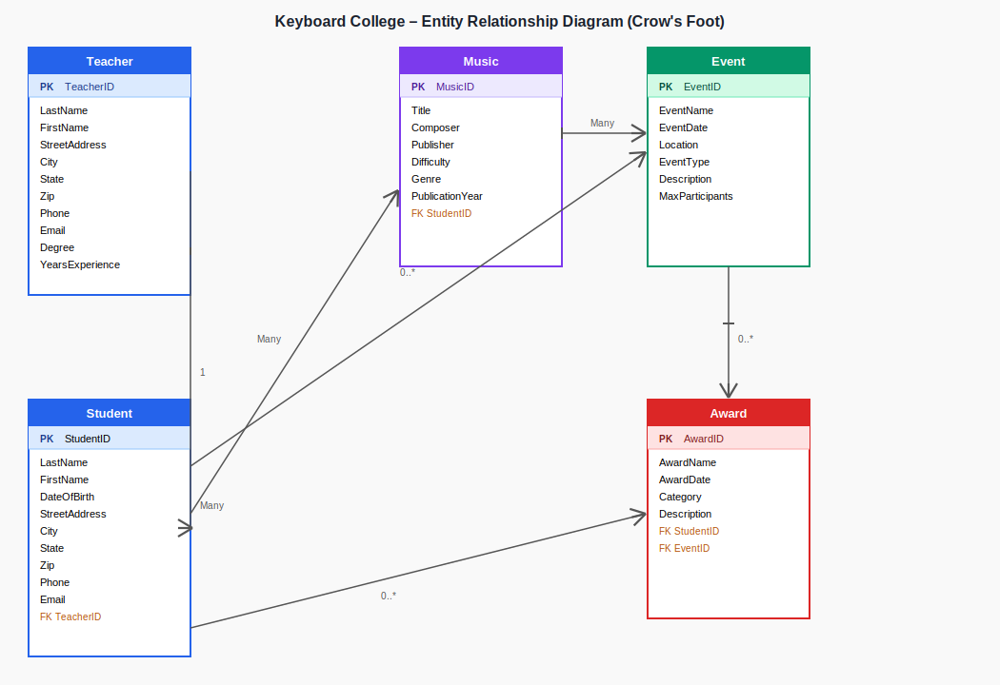 Keyboard College – Entity Relationship Diagram (Crow's Foot)
Teacher
PK TeacherID
LastName
FirstName
StreetAddress
City
State
Zip
Phone
Email
Degree
YearsExperience
Music
PK MusicID
Title
Composer
Publisher
Difficulty
Genre
PublicationYear
FK StudentID
0..*
Many
Event
PK EventID
EventName
EventDate
Location
EventType
Description
MaxParticipants
Many
0..*
1
Student
PK StudentID
LastName
FirstName
DateOfBirth
StreetAddress
City
State
Zip
Phone
Email
FK TeacherID
Many
0..*
Award
PK AwardID
AwardName
AwardDate
Category
Description
FK StudentID
FK EventID